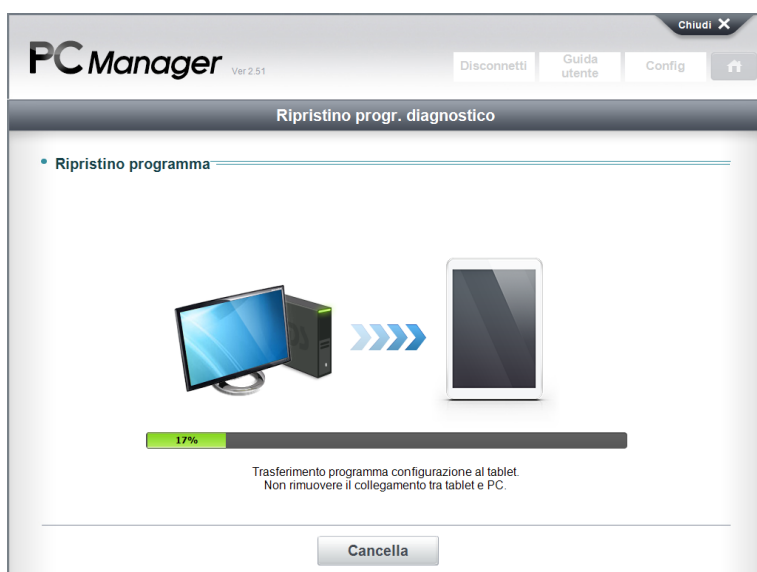 Chiudi X
PC Manager Ver 2.51
Disconnetti
Guida
utente
Config
Ripristino progr. diagnostico
Ripristino programma
17%
Trasferimento programma configurazione al tablet.
Non rimuovere il collegamento tra tablet e PC.
Cancella